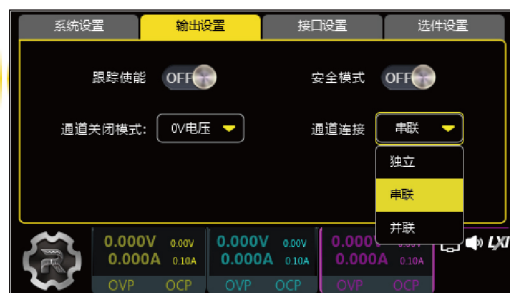 系统设置 输出设置 接口设置 选件设置
跟踪使能 OFF 安全模式 OFF
通道关闭模式: 0V电压 通道连接 串联
独立
串联
并联
0.000V 0.00V 0.000V 0.00V 0.000V
0.000A 0.10A 0.000A 0.10A 0.000A 0.10A
OVP OCP OVP OCP OVP OCP
LXI